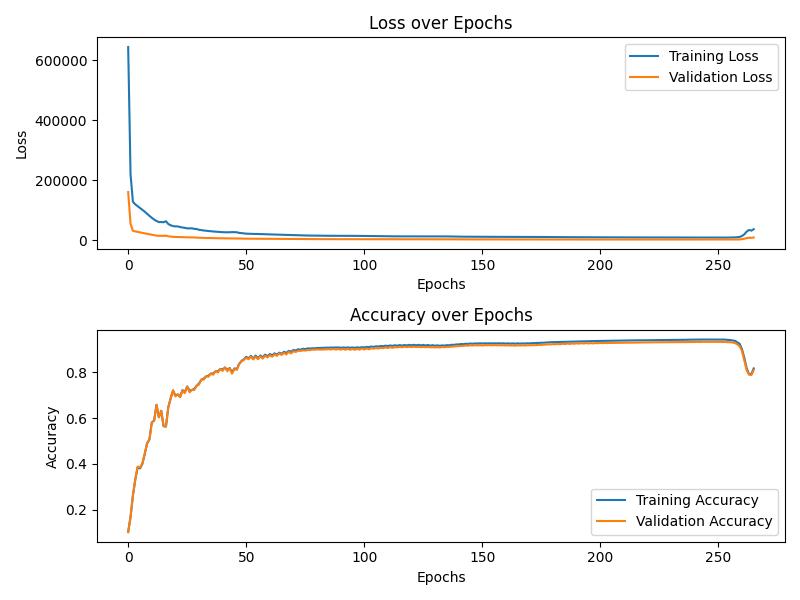 Loss over Epochs
Training Loss
Validation Loss
600000
400000
200000
0
Loss
0 50 100 150 200 250
Epochs
Accuracy over Epochs
0.8
0.6
0.4
0.2
Accuracy
Training Accuracy
Validation Accuracy
0 50 100 150 200 250
Epochs